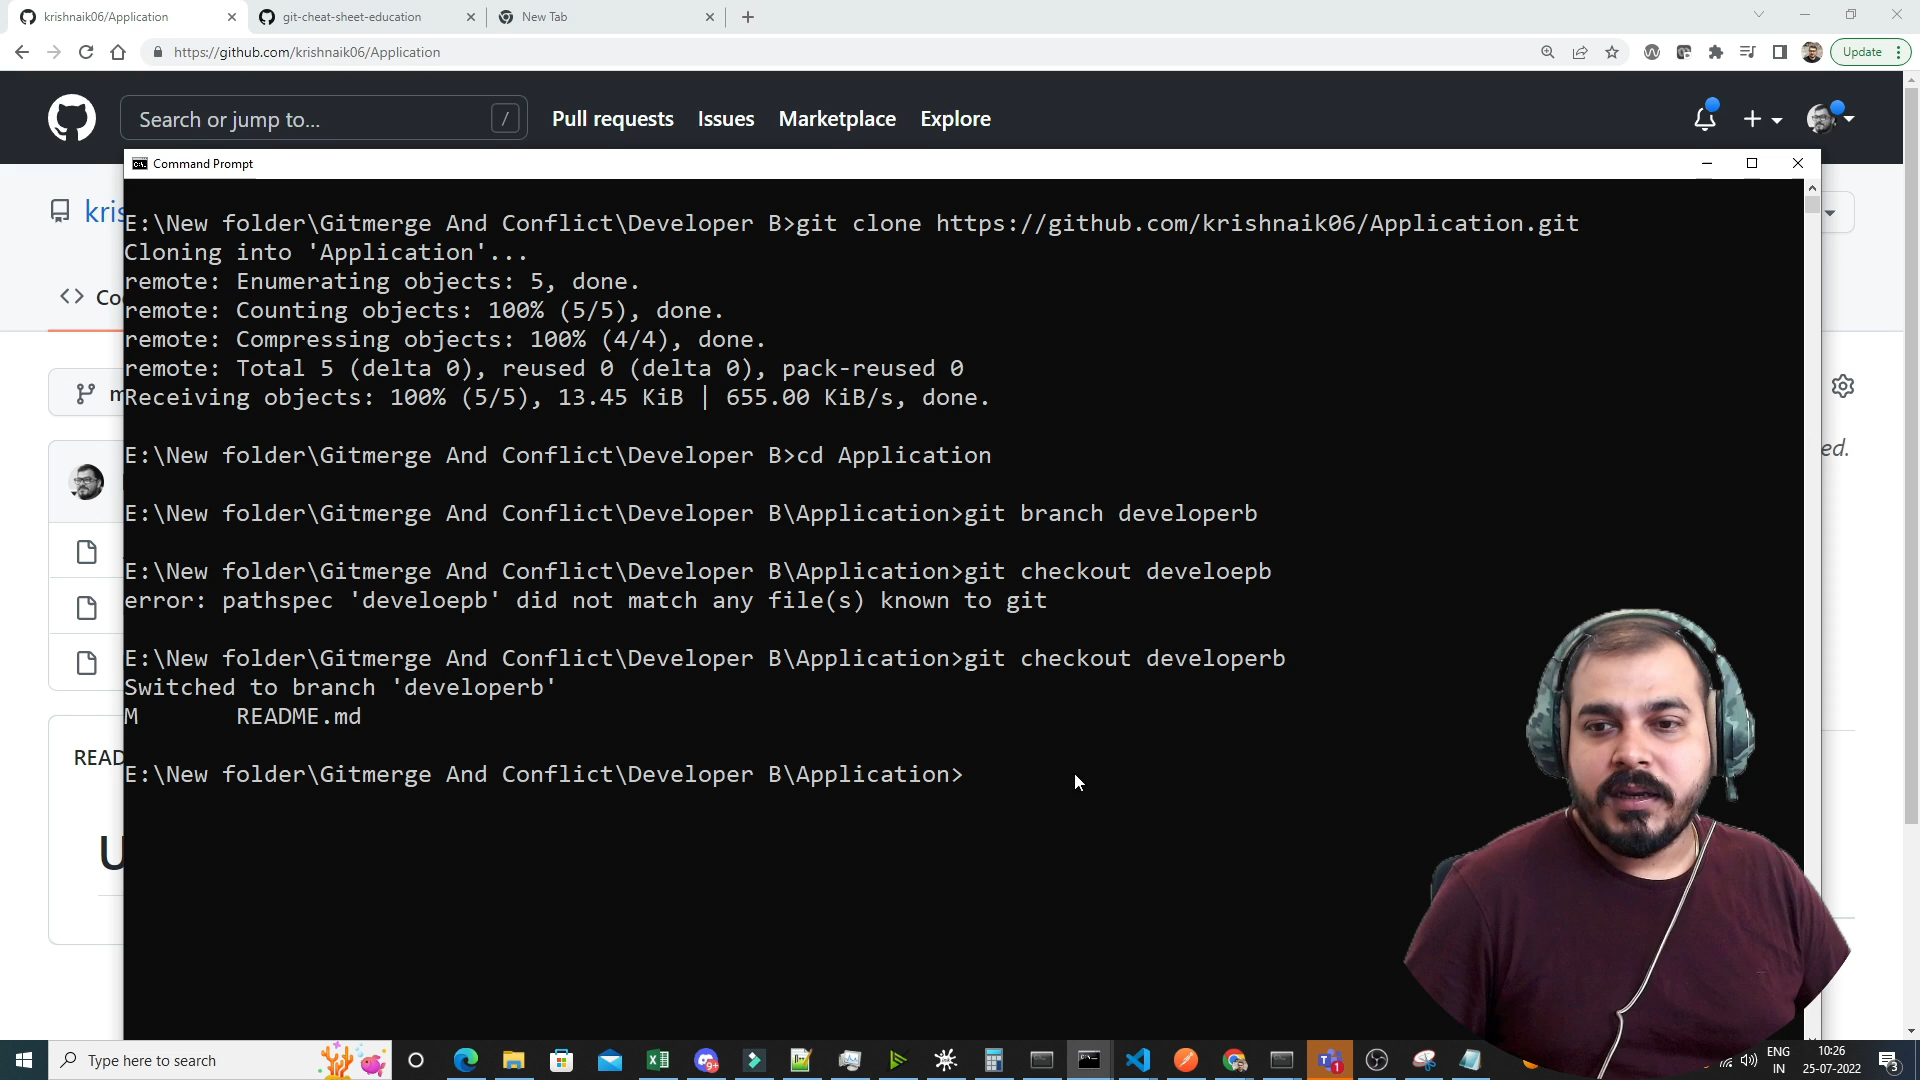 krishnaik06/Application
git-cheat-sheet-education
New Tab
https://github.com/krishnaik06/Application
Update
Search or jump to...
/
Pull requests
Issues
Marketplace
Explore
Command Prompt
E:\New folder\Gitmerge And Conflict\Developer B>git clone https://github.com/krishnaik06/Application.git
Cloning into 'Application'...
remote: Enumerating objects: 5, done.
remote: Counting objects: 100% (5/5), done.
remote: Compressing objects: 100% (4/4), done.
remote: Total 5 (delta 0), reused 0 (delta 0), pack-reused 0
Receiving objects: 100% (5/5), 13.45 KiB | 655.00 KiB/s, done.
E:\New folder\Gitmerge And Conflict\Developer B>cd Application
E:\New folder\Gitmerge And Conflict\Developer B\Application>git branch developerb
E:\New folder\Gitmerge And Conflict\Developer B\Application>git checkout develoepb
error: pathspec 'develoepb' did not match any file(s) known to git
E:\New folder\Gitmerge And Conflict\Developer B\Application>git checkout developerb
Switched to branch 'developerb'
M README.md
E:\New folder\Gitmerge And Conflict\Developer B\Application>
kris
Co
m
READ
U
ed.
Type here to search
ENG
IN
10:26
25-07-2022
3